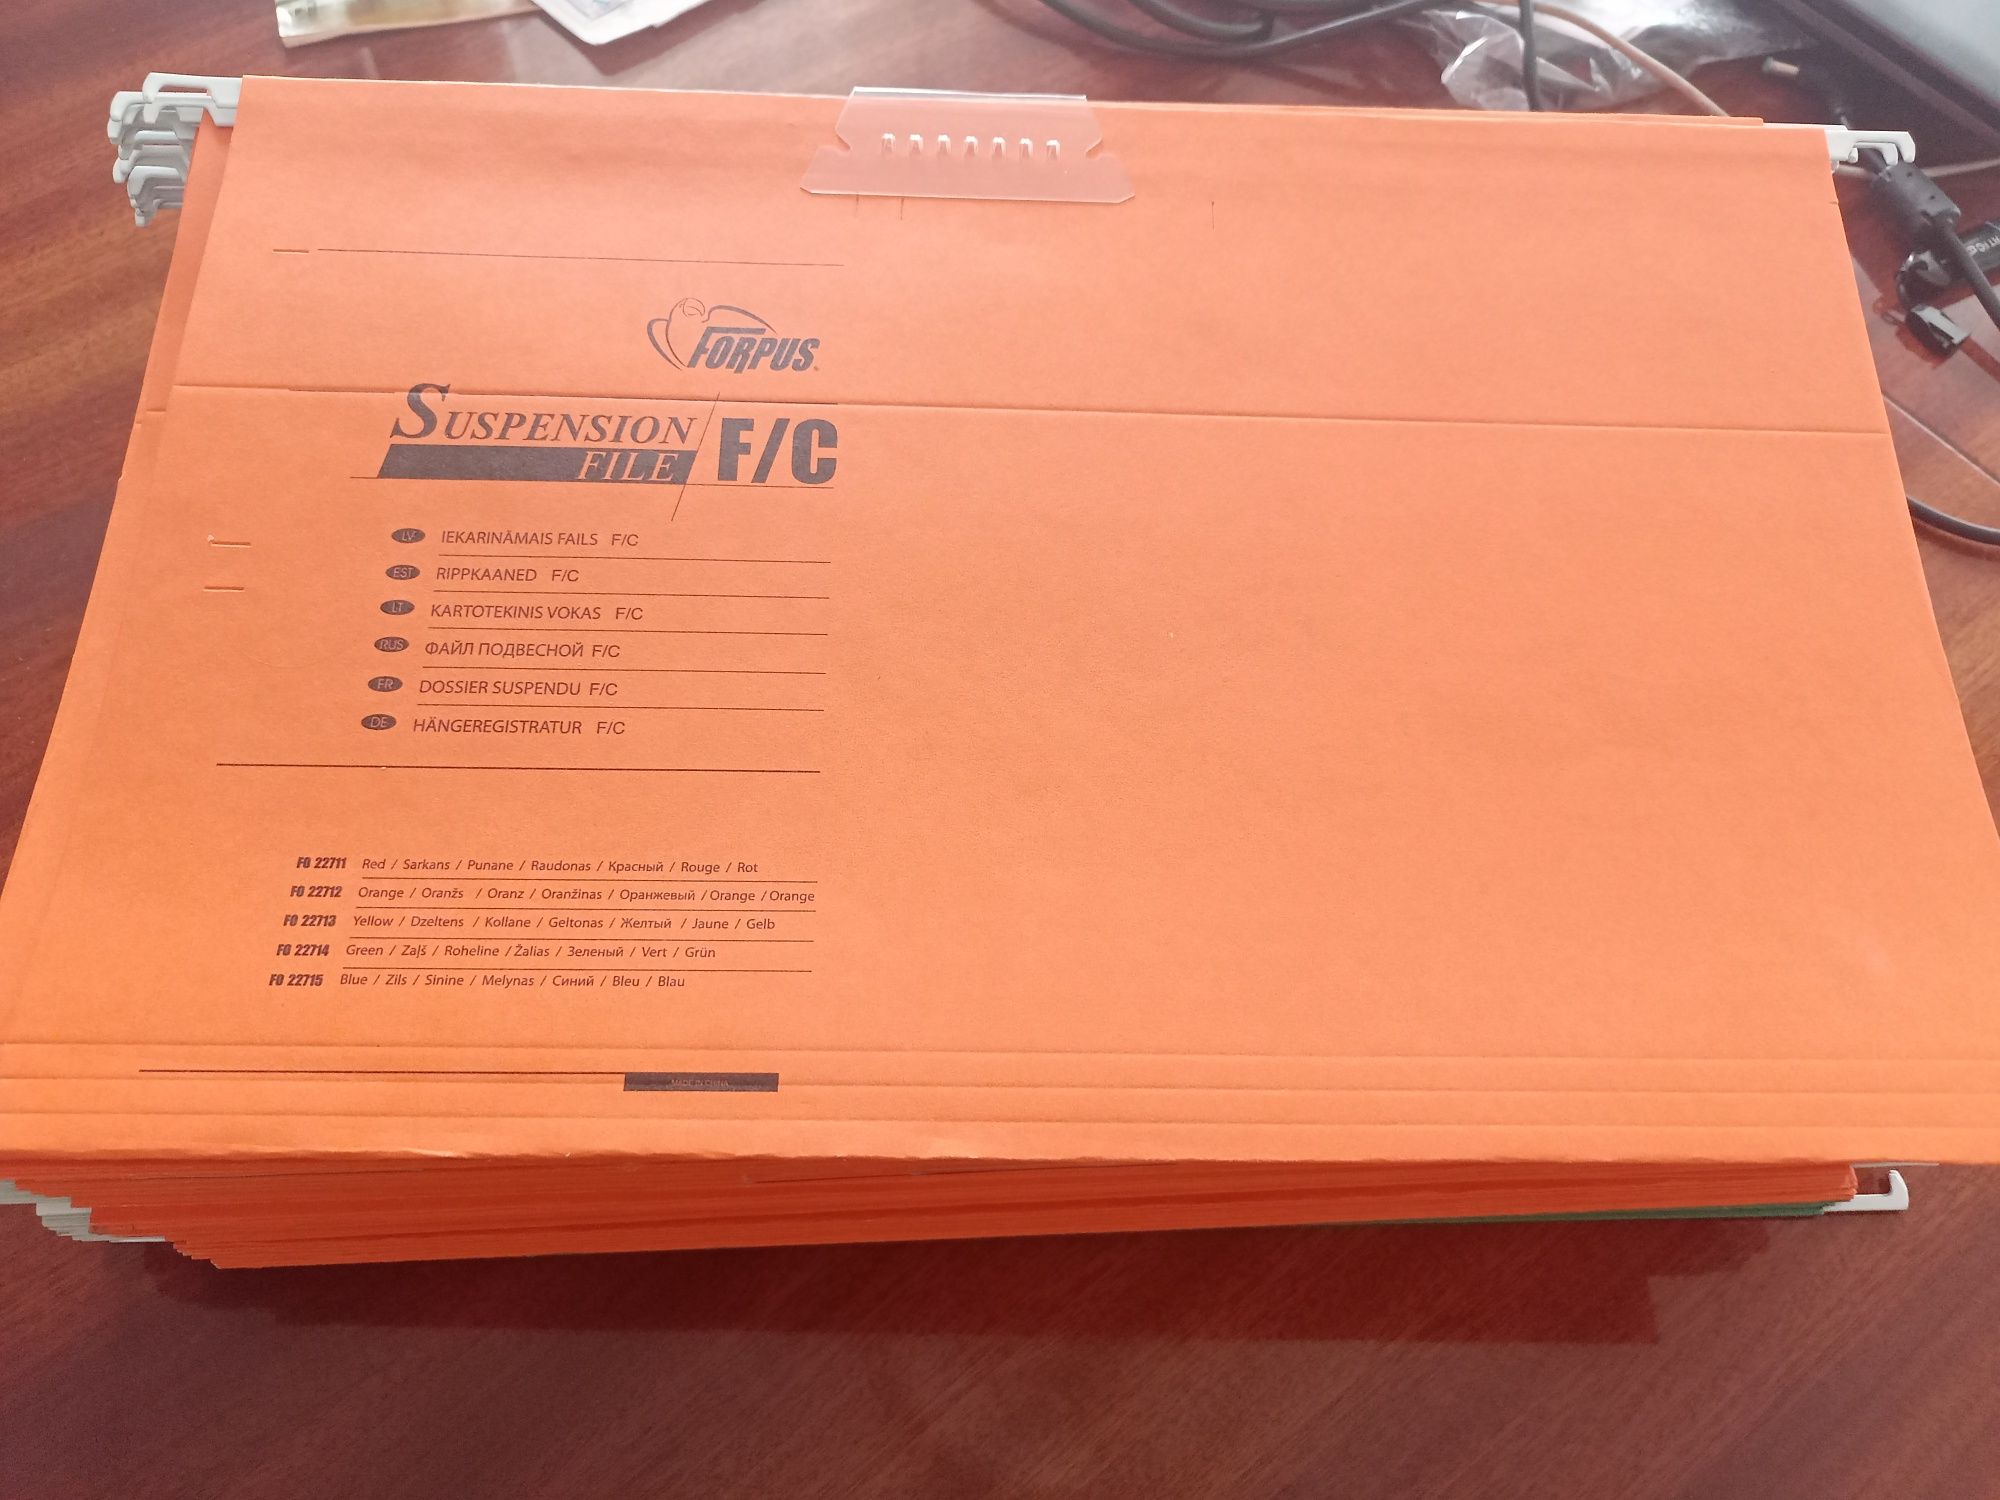 FORPUS
SUSPENSION
FILE F/C
LV IEKARINĀMAIS FAILS F/C
EST RIPPKAANED F/C
LT KARTOTEKINIS VOKAS F/C
RUS ФАЙЛ ПОДВЕСНОЙ F/C
FR DOSSIER SUSPENDU F/C
DE HÄNGEREGISTRATUR F/C
FO 22711 Red / Sarkans / Punane / Raudonas / Красный / Rouge / Rot
FO 22712 Orange / Oranžs / Oranz / Oranžinas / Оранжевый / Orange / Orange
FO 22713 Yellow / Dzeltens / Kollane / Geltonas / Желтый / Jaune / Gelb
FO 22714 Green / Zaļš / Roheline / Žalias / Зеленый / Vert / Grün
FO 22715 Blue / Zils / Sinine / Melynas / Синий / Bleu / Blau
MADE IN CHINA